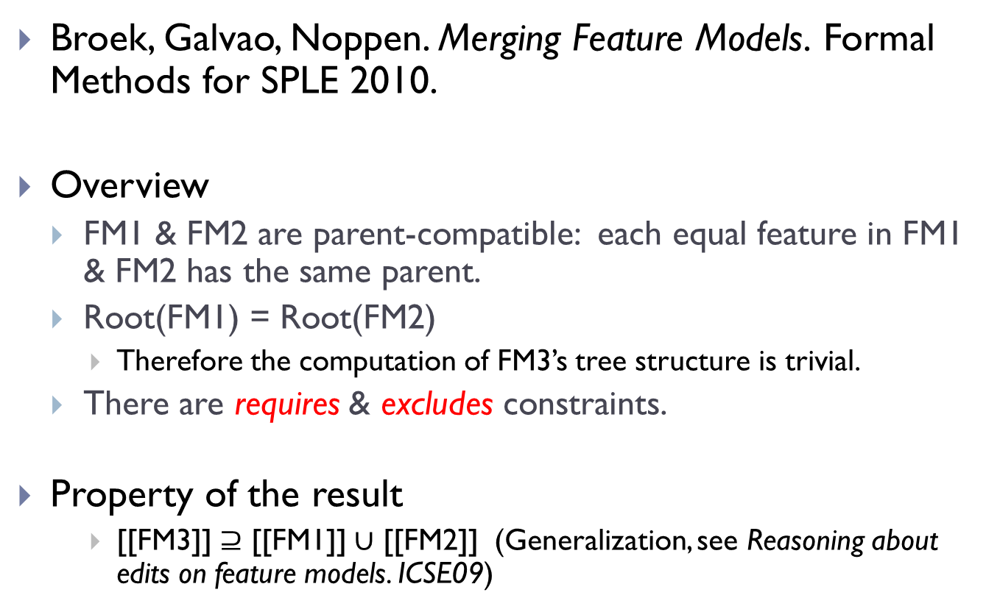 Broek, Galvao, Noppen. Merging Feature Models. Formal
Methods for SPLE 2010.
Overview
FM1 & FM2 are parent-compatible: each equal feature in FM1
& FM2 has the same parent.
Root(FM1) = Root(FM2)
Therefore the computation of FM3’s tree structure is trivial.
There are requires & excludes constraints.
Property of the result
[[FM3]] ⊇ [[FM1]] ∪ [[FM2]] (Generalization, see Reasoning about
edits on feature models. ICSE09)